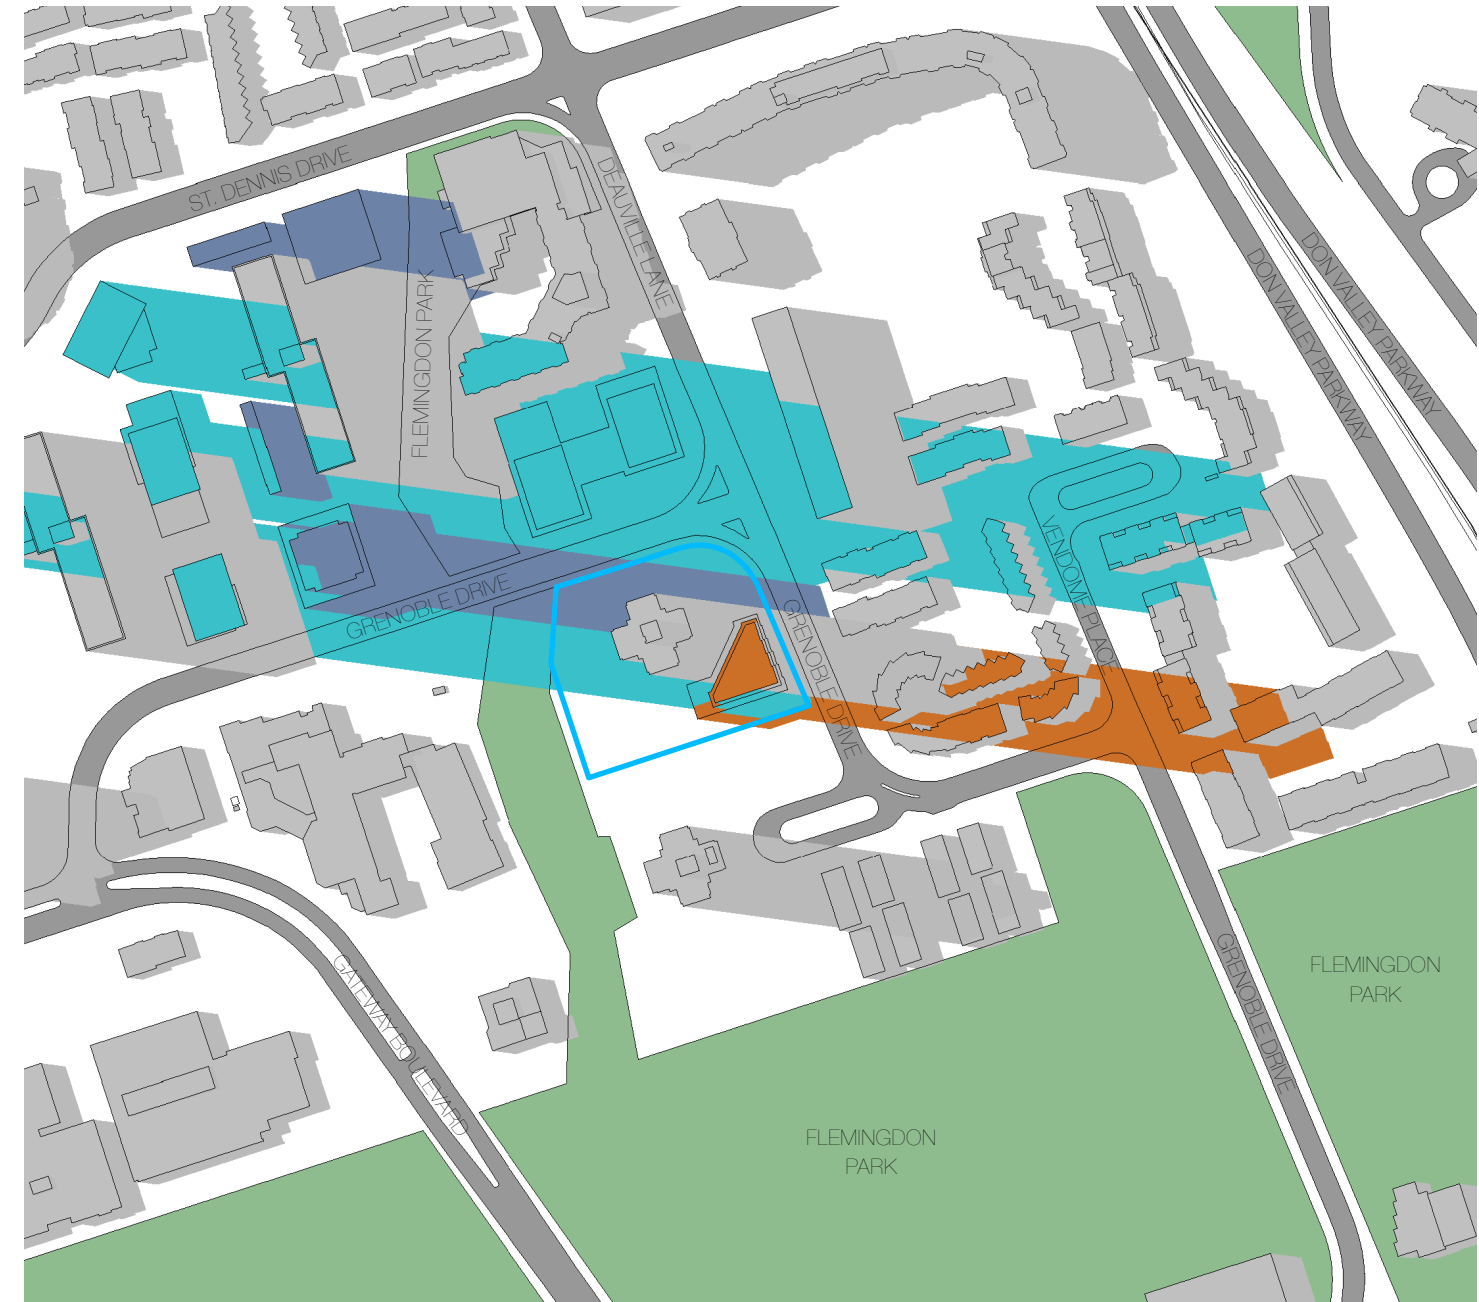 ST. DENNIS DRIVE
DEAUVILLE LANE
FLEMINGDON PARK
DON VALLEY PARKWAY
DON VALLEY PARKWAY
GRENOBLE DRIVE
GRENOBLE DRIVE
VENDOME PLACE
GATEWAY BOULEVARD
GRENOBLE DRIVE
FLEMINGDON
PARK
FLEMINGDON
PARK